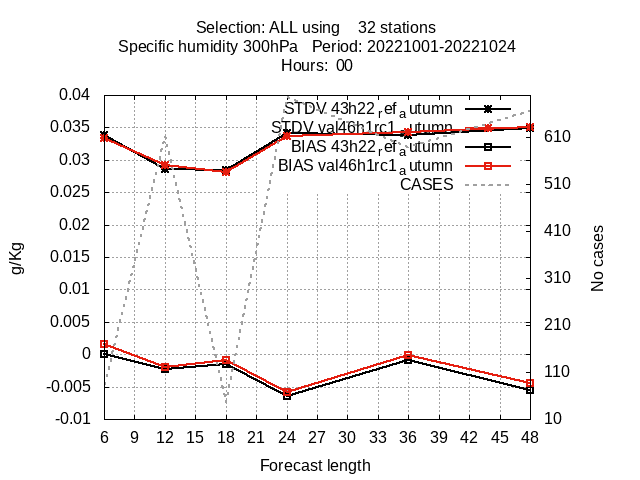 Selection: ALL using    32 stations
Specific humidity 300hPa   Period: 20221001-20221024
Hours:  00
0.04
0.035
0.03
0.025
0.02
0.015
0.01
0.005
0
-0.005
-0.01
g/Kg
STDV 43h22_ref_autumn
STDV val46h1rc1_autumn
BIAS 43h22_ref_autumn
BIAS val46h1rc1_autumn
CASES
610
510
410
310
210
110
10
No cases
6 9 12 15 18 21 24 27 30 33 36 39 42 45 48
Forecast length